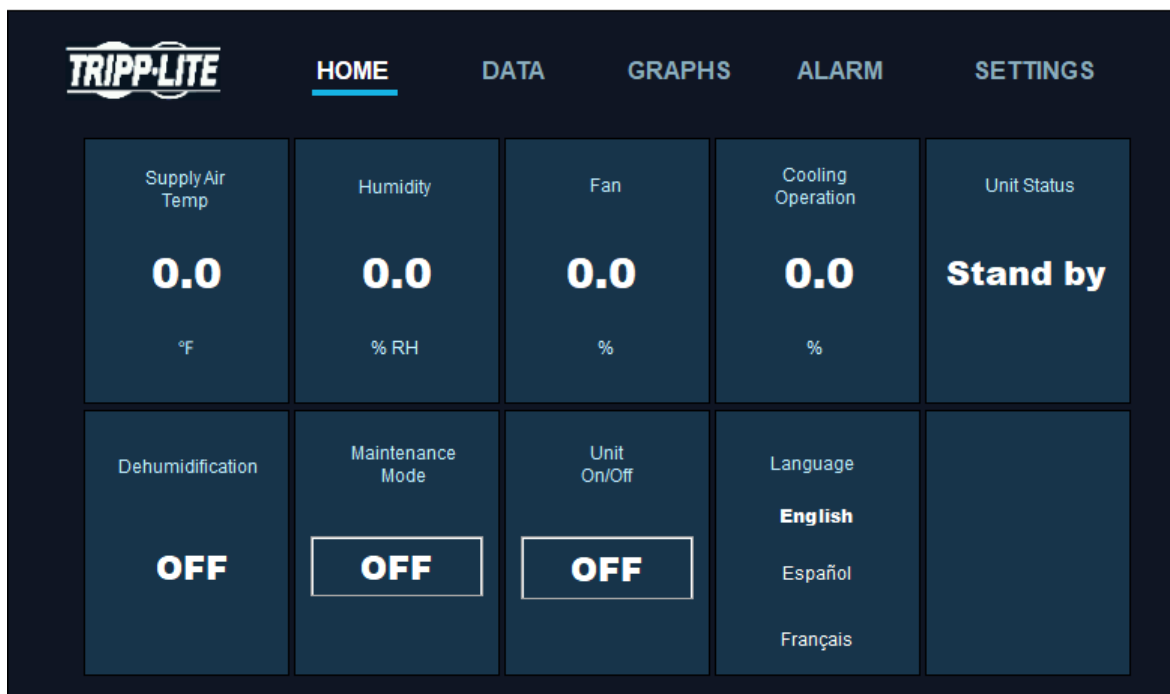 TRIPP·LITE
HOME DATA GRAPHS ALARM SETTINGS
Supply Air
Temp
0.0
°F
Humidity
0.0
% RH
Fan
0.0
%
Cooling
Operation
0.0
%
Unit Status
Stand by
Dehumidification
OFF
Maintenance
Mode
OFF
Unit
On/Off
OFF
Language
English
Español
Français